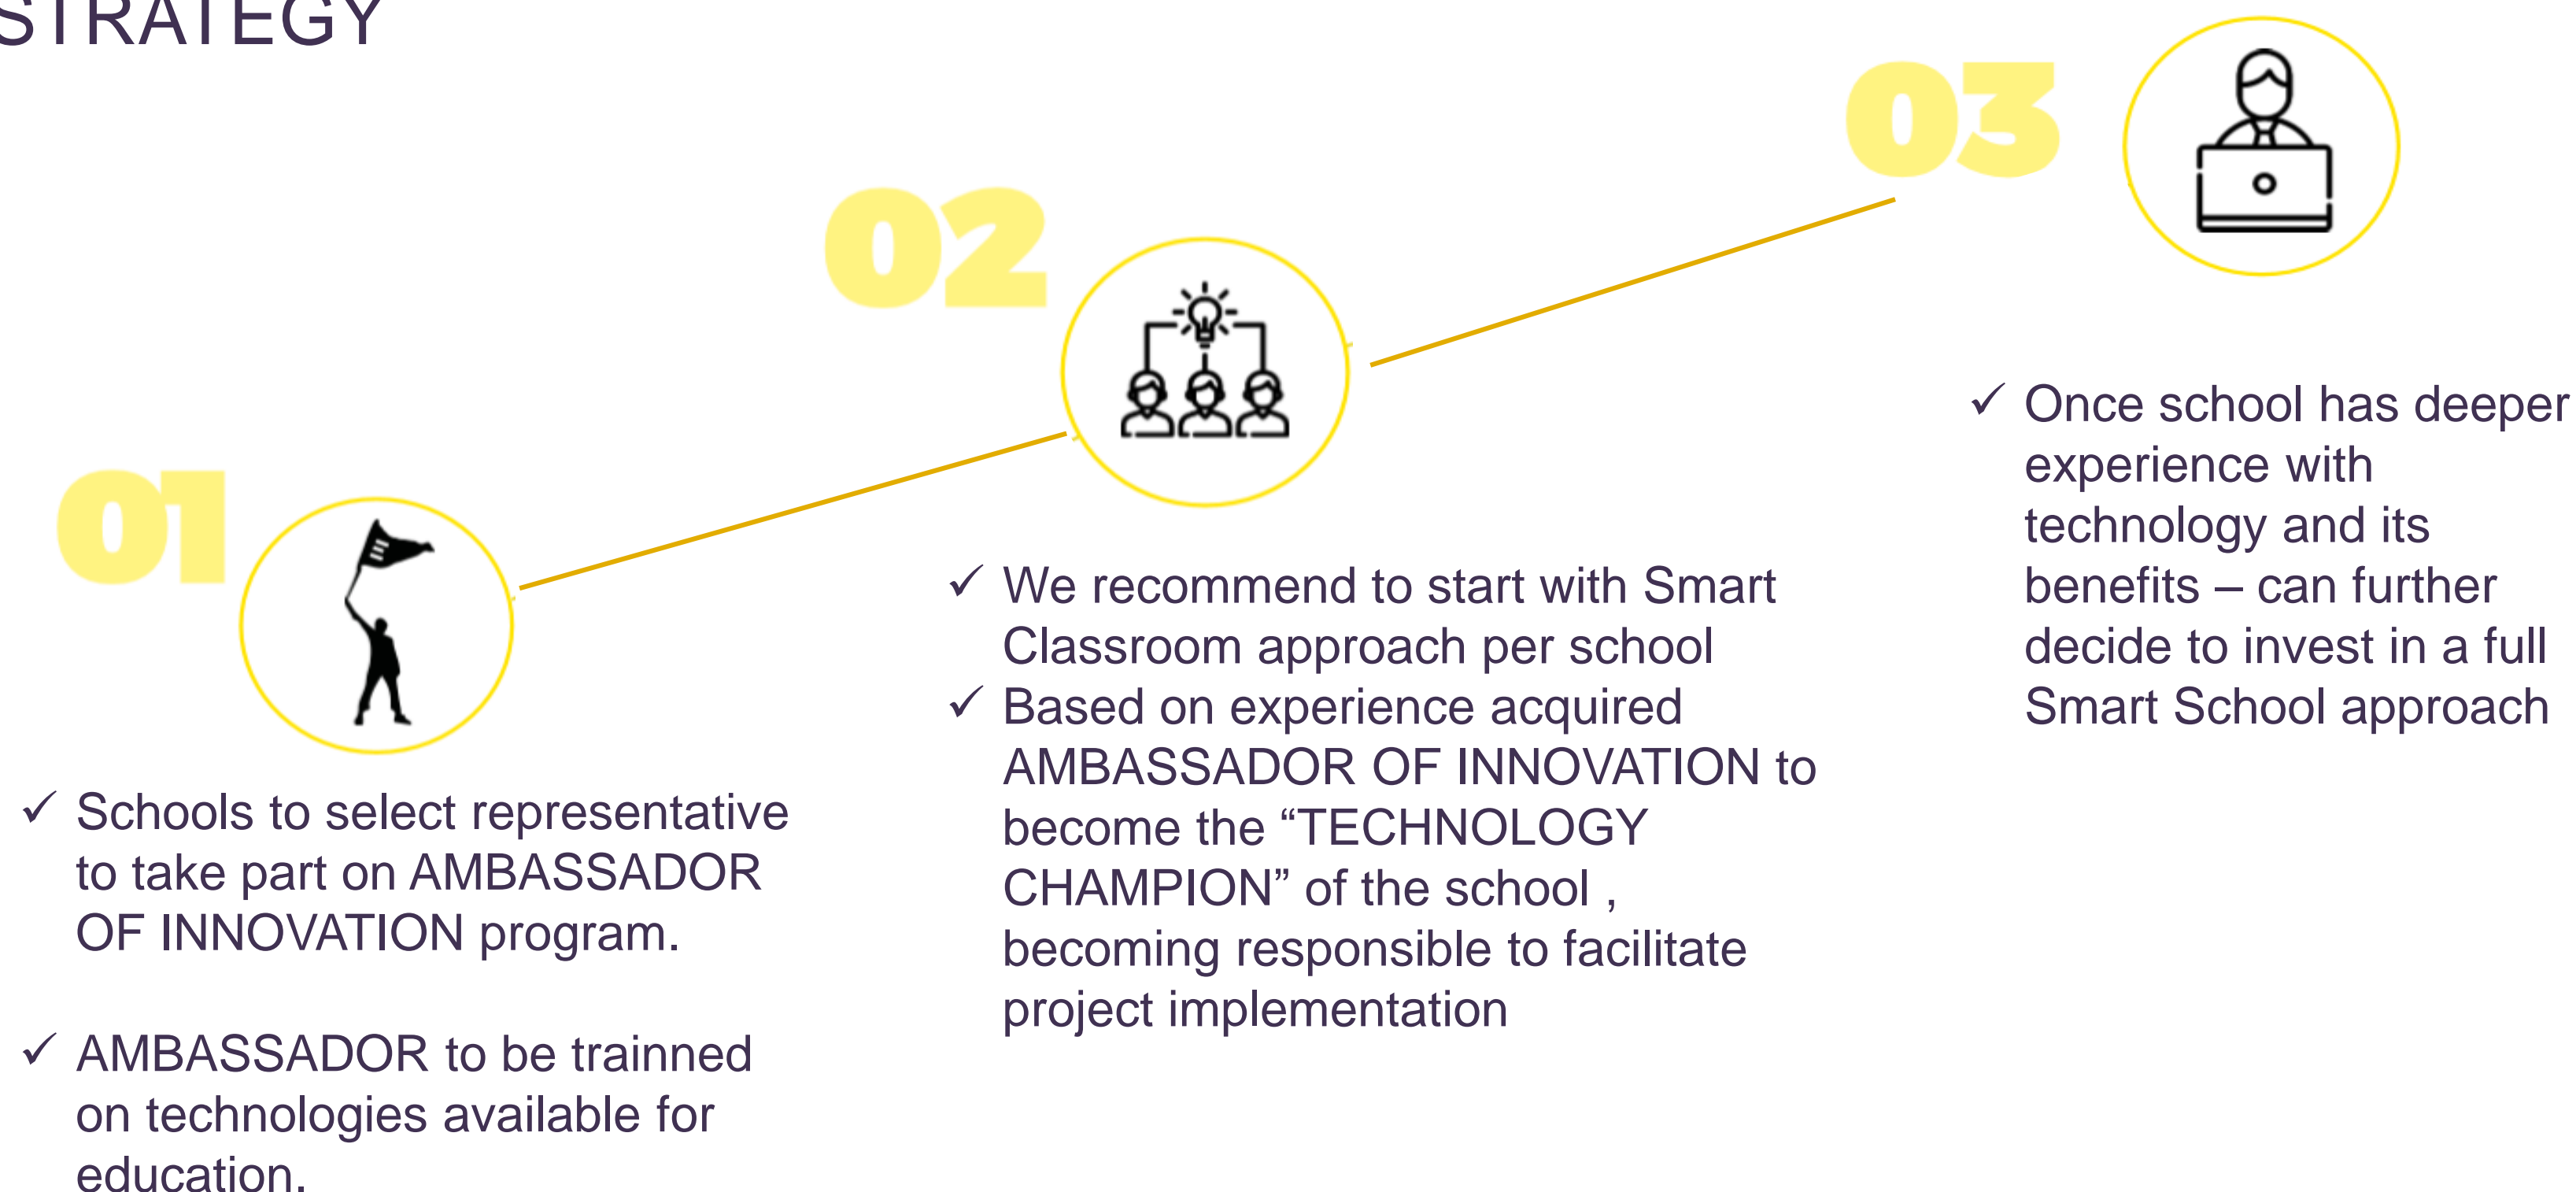 STRATEGY
01
✓ Schools to select representative
to take part on AMBASSADOR
OF INNOVATION program.
✓ AMBASSADOR to be trainned
on technologies available for
education.
02
✓ We recommend to start with Smart
Classroom approach per school
✓ Based on experience acquired
AMBASSADOR OF INNOVATION to
become the “TECHNOLOGY
CHAMPION” of the school ,
becoming responsible to facilitate
project implementation
03
✓ Once school has deeper
experience with
technology and its
benefits – can further
decide to invest in a full
Smart School approach